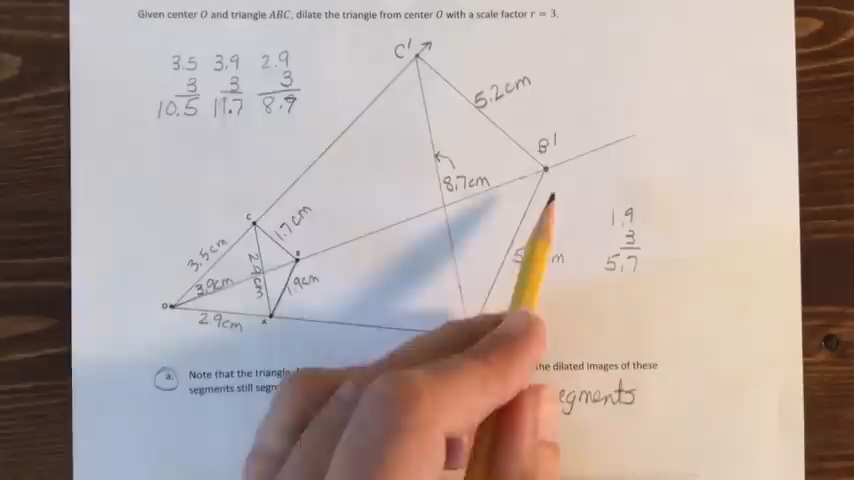 Given center O and triangle ABC, dilate the triangle from center O with a scale factor r = 3.
3.5 3.9 2.9
3 3 3
10.5 11.7 8.7
C'
5.2cm
B'
8.7cm
C
1.7cm
3.5cm
2.9cm
3.9cm
1.9cm
O
2.9cm
A
B
5 m
1.9
3
5.7
a. Note that the triangle he dilated images of these
segments still segm egments